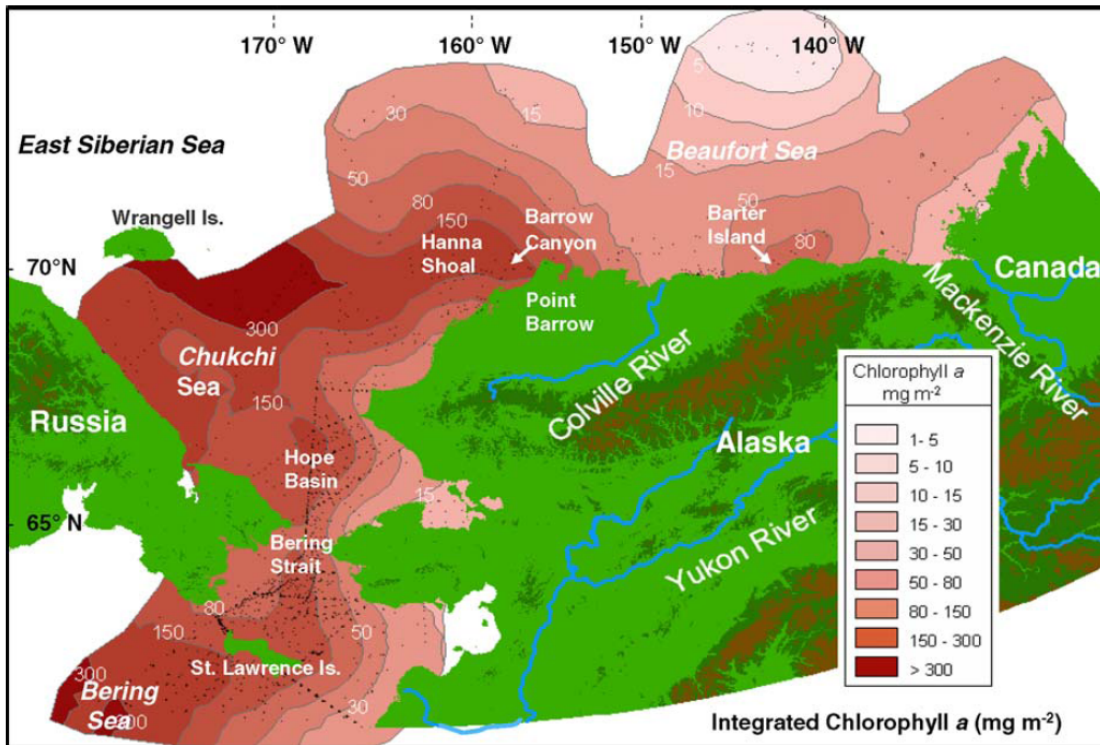 170° W
160° W
150° W
140° W
5
10
15
30
15
East Siberian Sea
Beaufort Sea
15
50
80
150
50
80
Wrangell Is.
Hanna
Shoal
Barrow
Canyon
Barter
Island
70°N
Canada
Point
Barrow
Mackenzie River
300
Chukchi
Sea
150
Colville River
Russia
Alaska
Hope
Basin
15
65° N
Bering
Strait
Yukon River
80
150
50
St. Lawrence Is.
300
Bering
Sea
30
Chlorophyll a
mg m-2
1- 5
5 - 10
10 - 15
15 - 30
30 - 50
50 - 80
80 - 150
150 - 300
> 300
Integrated Chlorophyll a (mg m-2)